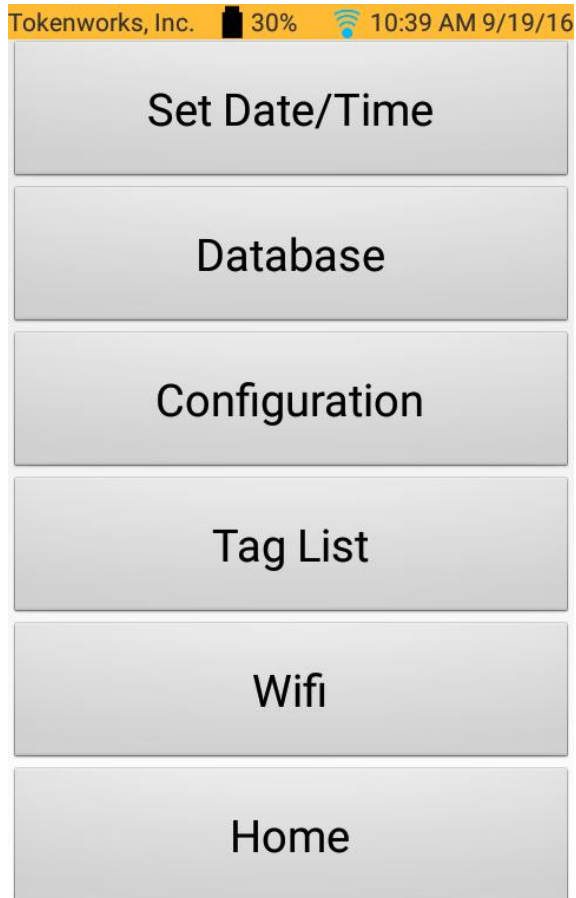 Tokenworks, Inc. 30% 10:39 AM 9/19/16
Set Date/Time
Database
Configuration
Tag List
Wifi
Home